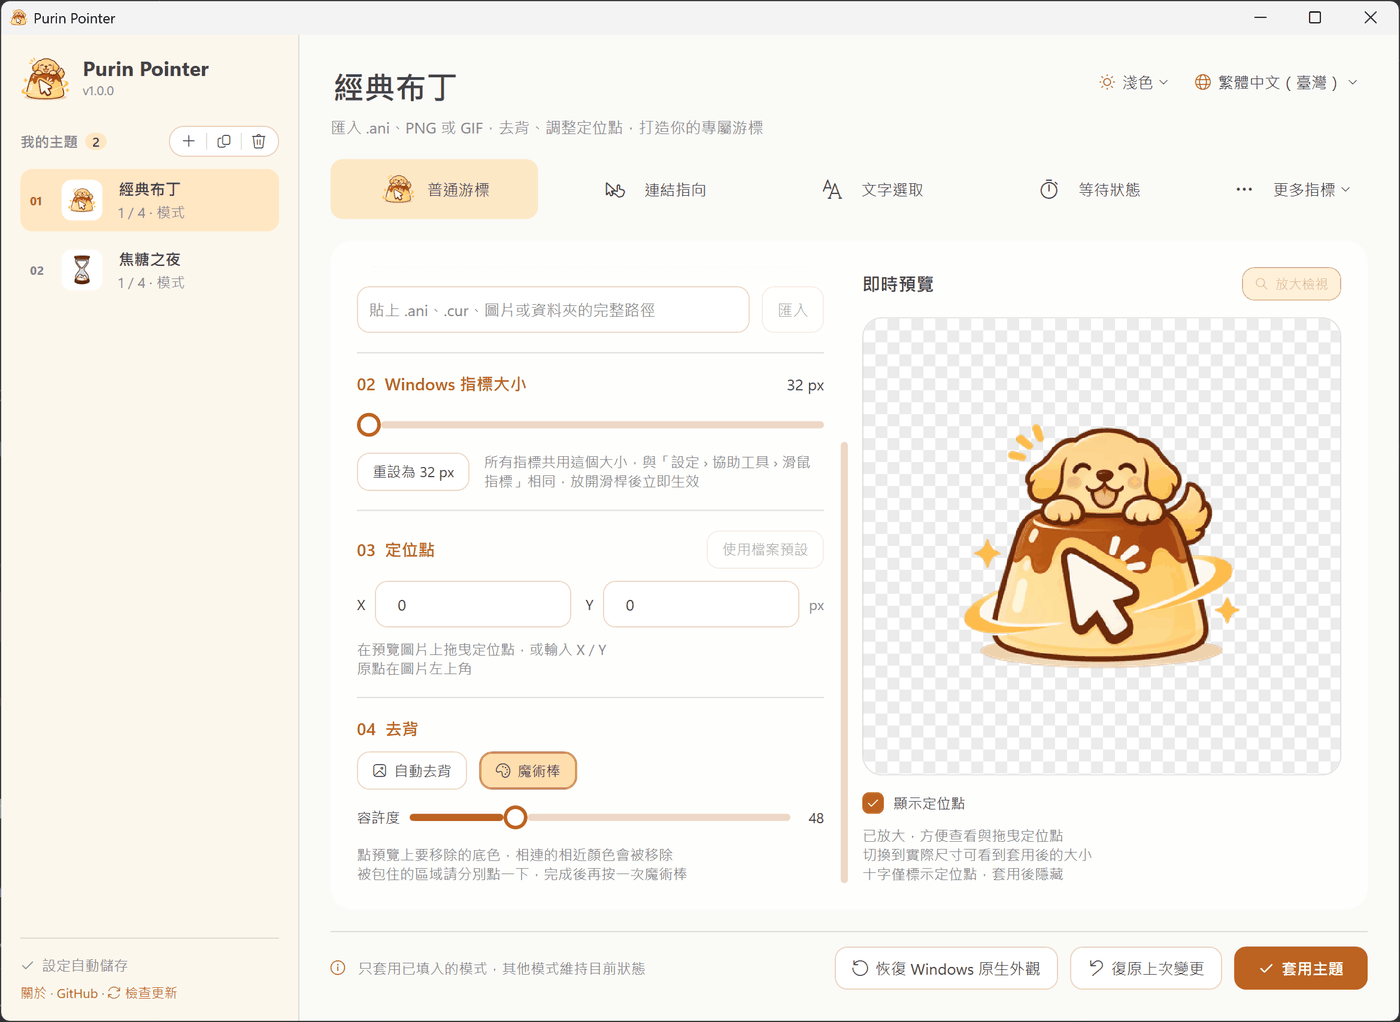 Purin Pointer
Purin Pointer
v1.0.0
我的主題 2
01 經典布丁
1 / 4 · 模式
02 焦糖之夜
1 / 4 · 模式
設定自動儲存
關於 · GitHub · 檢查更新
經典布丁
淺色
繁體中文 ( 臺灣 )
匯入 .ani、PNG 或 GIF · 去背、調整定位點 · 打造你的專屬游標
普通游標
連結指向
文字選取
等待狀態
更多指標
貼上 .ani、.cur、圖片或資料夾的完整路徑
匯入
02 Windows 指標大小
32 px
重設為 32 px
所有指標共用這個大小 · 與「設定 › 協助工具 › 滑鼠
指標」相同 · 放開滑桿後立即生效
03 定位點
使用檔案預設
X 0 Y 0 px
在預覽圖片上拖曳定位點 · 或輸入 X / Y
原點在圖片左上角
04 去背
自動去背
魔術棒
容許度 48
點預覽上要移除的底色 · 相連的相近顏色會被移除
被包住的區域請分別點一下 · 完成後再按一次魔術棒
即時預覽
放大檢視
顯示定位點
已放大 · 方便查看與拖曳定位點
切換到實際尺寸可看到套用後的大小
十字僅標示定位點 · 套用後隱藏
只套用已填入的模式 · 其他模式維持目前狀態
恢復 Windows 原生外觀
復原上次變更
套用主題